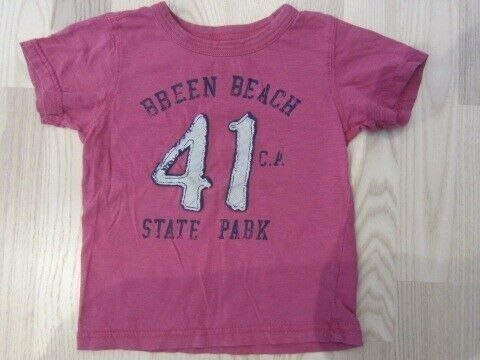 BREEN BEACH
41
C.A.
STATE PARK